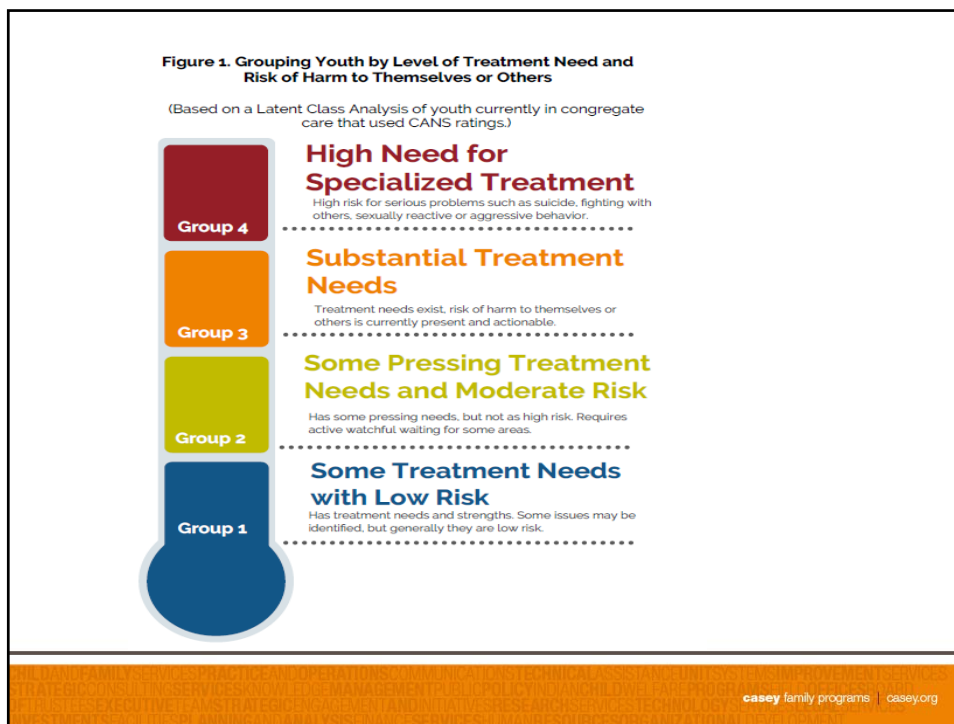 Figure 1. Grouping Youth by Level of Treatment Need and
Risk of Harm to Themselves or Others
(Based on a Latent Class Analysis of youth currently in congregate
care that used CANS ratings.)
High Need for
Specialized Treatment
High risk for serious problems such as suicide, fighting with
others, sexually reactive or aggressive behavior.
Group 4
Substantial Treatment
Needs
Treatment needs exist, risk of harm to themselves or
others is currently present and actionable.
Group 3
Some Pressing Treatment
Needs and Moderate Risk
Has some pressing needs, but not as high risk. Requires
active watchful waiting for some areas.
Group 2
Some Treatment Needs
with Low Risk
Has treatment needs and strengths. Some issues may be
identified, but generally they are low risk.
Group 1
casey family programs | casey.org